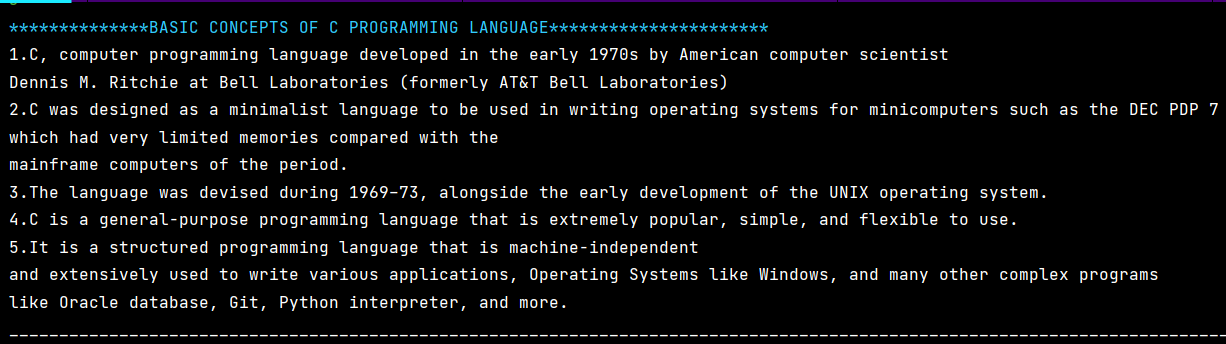 **************BASIC CONCEPTS OF C PROGRAMMING LANGUAGE**********************
1.C, computer programming language developed in the early 1970s by American computer scientist
Dennis M. Ritchie at Bell Laboratories (formerly AT&T Bell Laboratories)
2.C was designed as a minimalist language to be used in writing operating systems for minicomputers such as the DEC PDP 7
which had very limited memories compared with the
mainframe computers of the period.
3.The language was devised during 1969–73, alongside the early development of the UNIX operating system.
4.C is a general-purpose programming language that is extremely popular, simple, and flexible to use.
5.It is a structured programming language that is machine-independent
and extensively used to write various applications, Operating Systems like Windows, and many other complex programs
like Oracle database, Git, Python interpreter, and more.